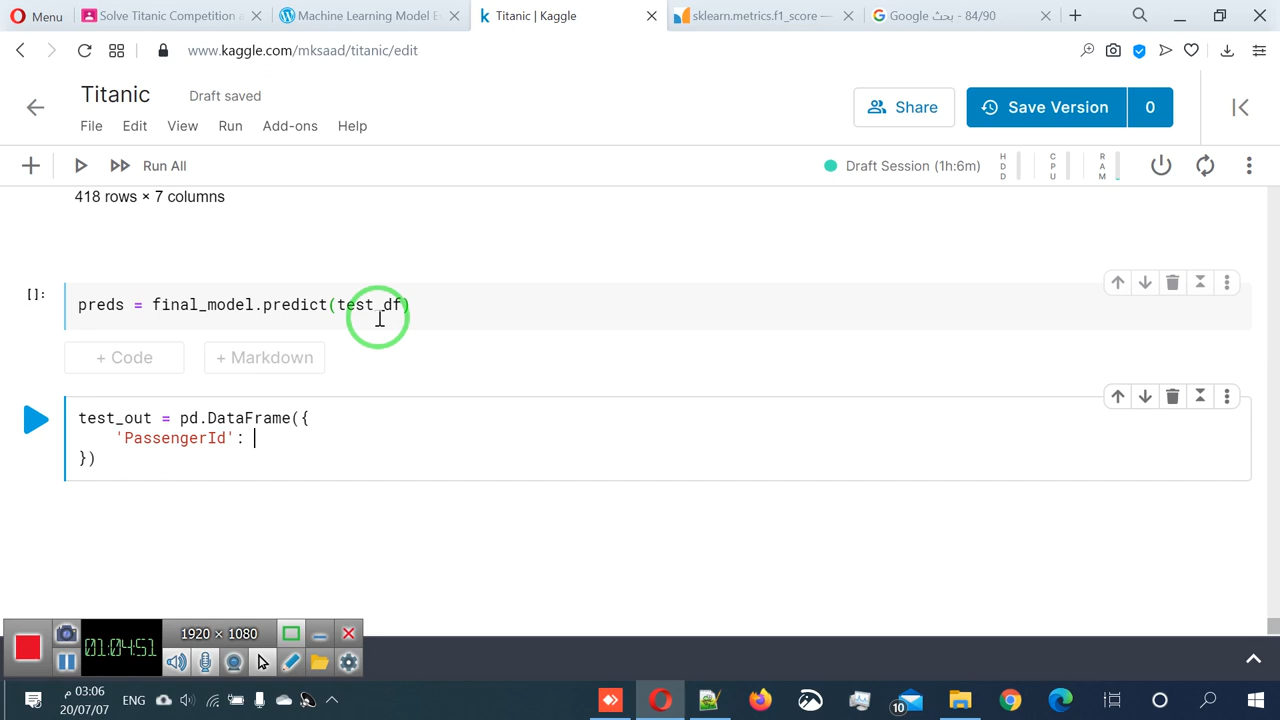 Menu
Solve Titanic Competition a
Machine Learning Model E
Titanic | Kaggle
sklearn.metrics.f1_score —
84/90 - بحث Google
www.kaggle.com/mksaad/titanic/edit
Titanic
Draft saved
Share
Save Version
0
File
Edit
View
Run
Add-ons
Help
Run All
Draft Session (1h:6m)
HDD
CPU
RAM
418 rows × 7 columns
[]:
preds = final_model.predict(test_df)
+ Code
+ Markdown
test_out = pd.DataFrame({
'PassengerId':
})
01:04:51
1920 × 1080
03:06 م
20/07/07
ENG
10